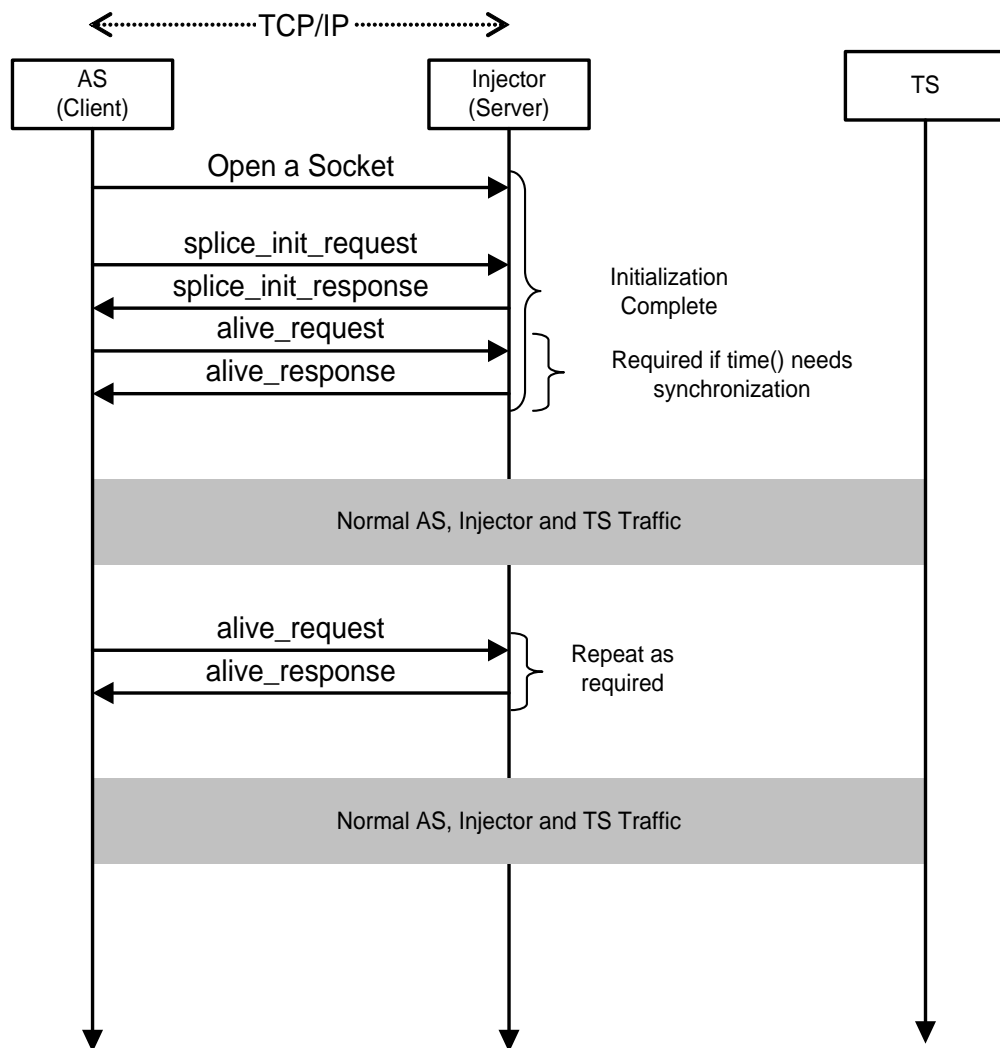 TCP/IP
AS
(Client)
Injector
(Server)
TS
Open a Socket
splice_init_request
splice_init_response
alive_request
alive_response
Initialization
Complete
Required if time() needs
synchronization
Normal AS, Injector and TS Traffic
alive_request
alive_response
Repeat as
required
Normal AS, Injector and TS Traffic